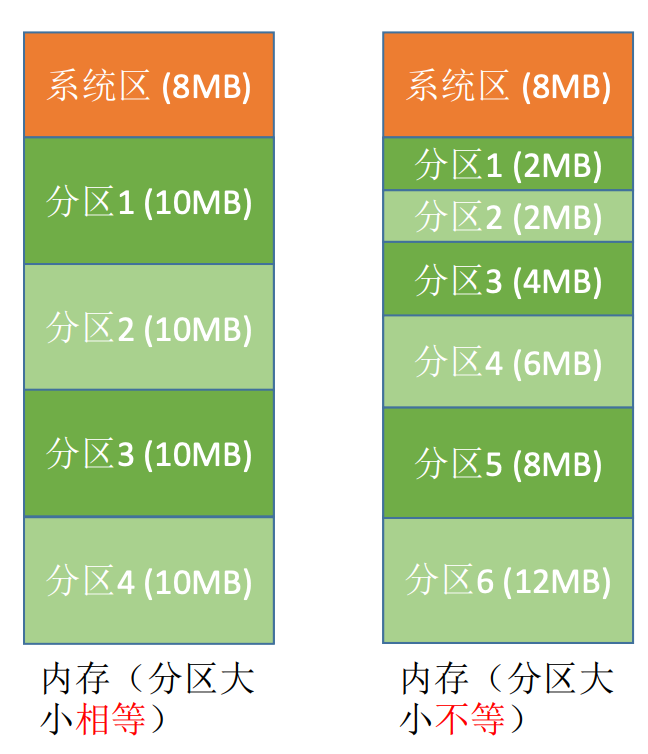 系统区 (8MB)
分区1 (10MB)
分区2 (10MB)
分区3 (10MB)
分区4 (10MB)
内存（分区大
小相等）
系统区 (8MB)
分区1 (2MB)
分区2 (2MB)
分区3 (4MB)
分区4 (6MB)
分区5 (8MB)
分区6 (12MB)
内存（分区大
小不等）